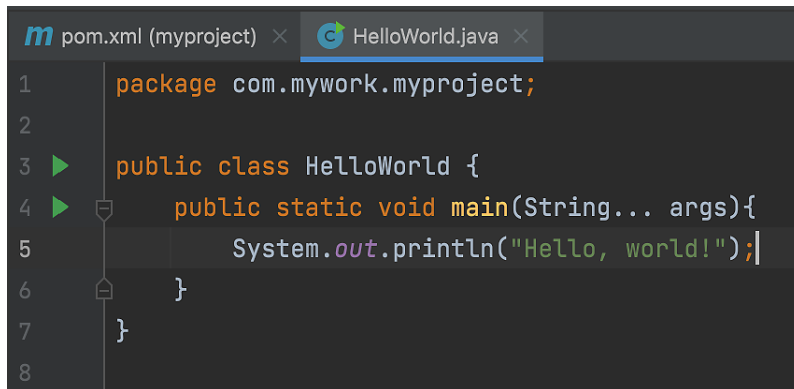 m pom.xml (myproject) × C HelloWorld.java ×
1 package com.mywork.myproject;
2
3 public class HelloWorld {
4     public static void main(String... args){
5         System.out.println("Hello, world!");
6     }
7 }
8